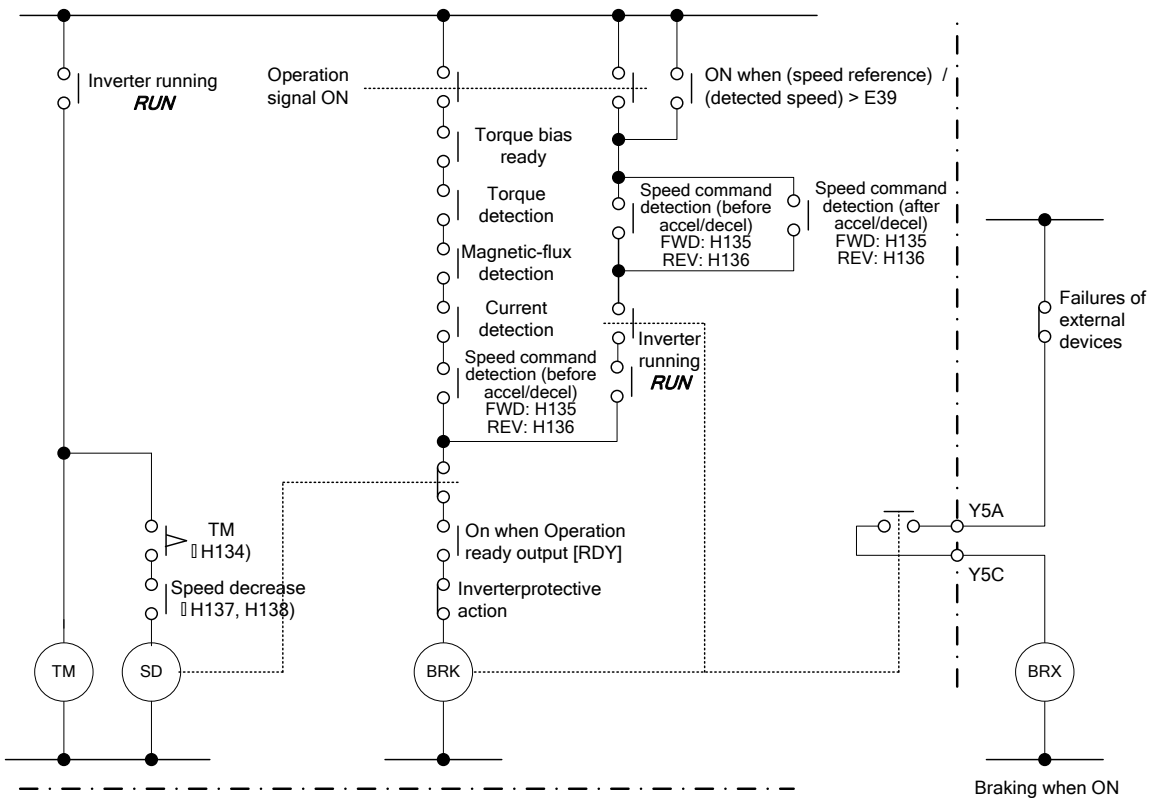 Inverter running
RUN
Operation
signal ON
ON when (speed reference) /
(detected speed) > E39
Torque bias
ready
Torque
detection
Magnetic-flux
detection
Current
detection
Speed command
detection (before
accel/decel)
FWD: H135
REV: H136
Speed command
detection (before
accel/decel)
FWD: H135
REV: H136
Speed command
detection (after
accel/decel)
FWD: H135
REV: H136
Inverter
running
RUN
Failures of
external
devices
TM
▯H134)
Speed decrease
▯H137, H138)
On when Operation
ready output [RDY]
Inverterprotective
action
Y5A
Y5C
TM
SD
BRK
BRX
Braking when ON